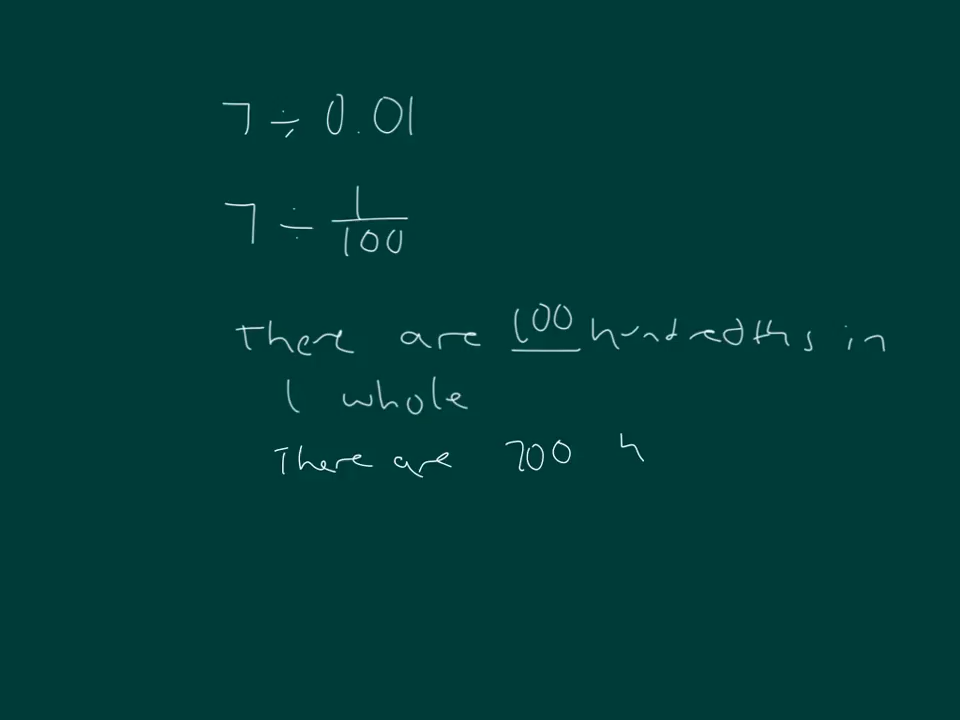 7 ÷ 0.01
7 ÷ 1/100
There are 100 hundredths in
1 whole
There are 700 h